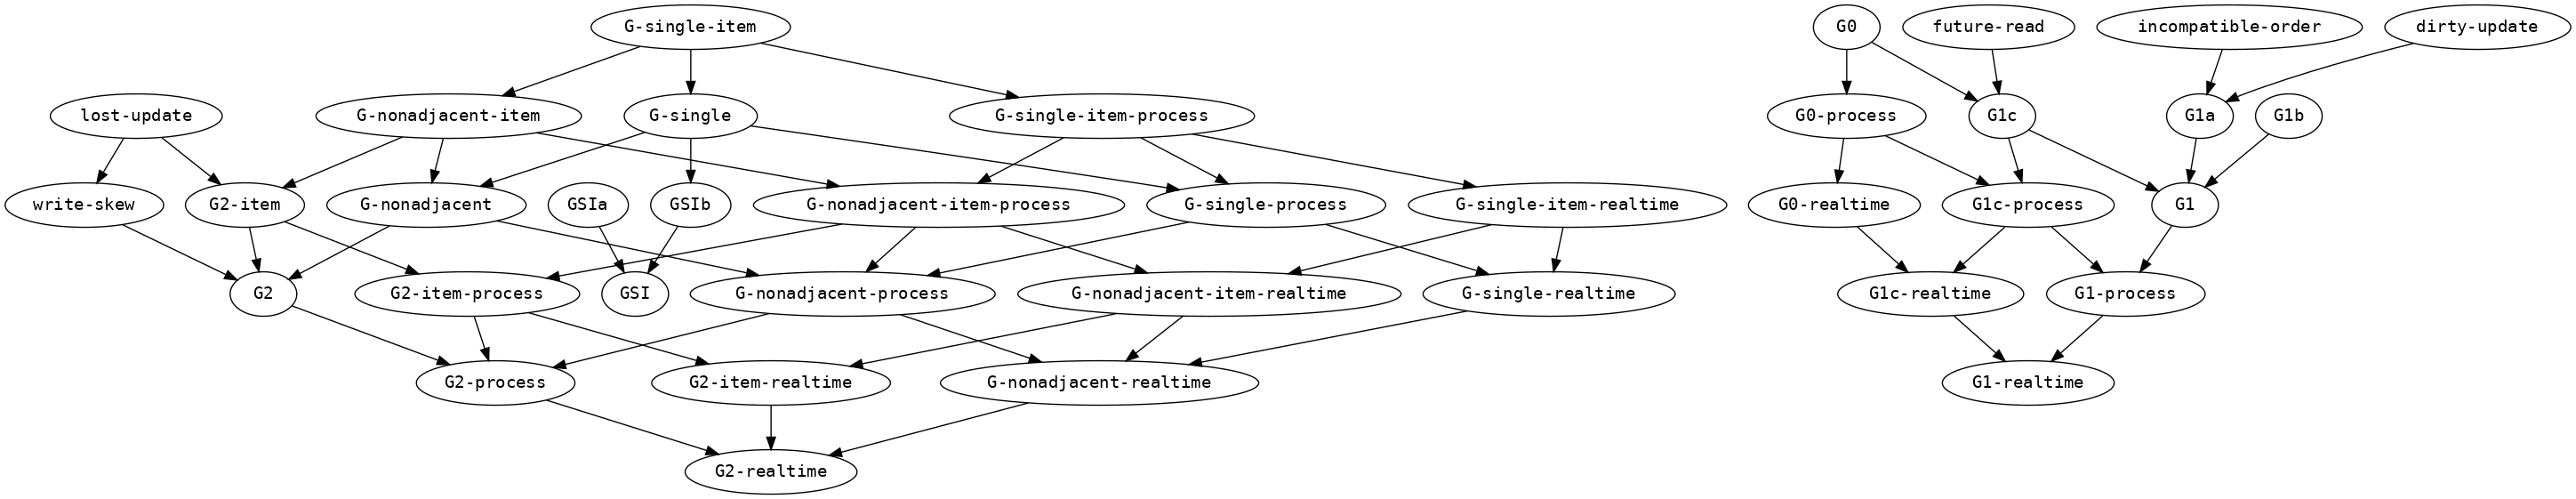 G-single-item
G0
future-read
incompatible-order
dirty-update
lost-update
G-nonadjacent-item
G-single
G-single-item-process
G0-process
G1c
G1a
G1b
write-skew
G2-item
G-nonadjacent
GSIa
GSIb
G-nonadjacent-item-process
G-single-process
G-single-item-realtime
G0-realtime
G1c-process
G1
G2
G2-item-process
GSI
G-nonadjacent-process
G-nonadjacent-item-realtime
G-single-realtime
G1c-realtime
G1-process
G2-process
G2-item-realtime
G-nonadjacent-realtime
G1-realtime
G2-realtime